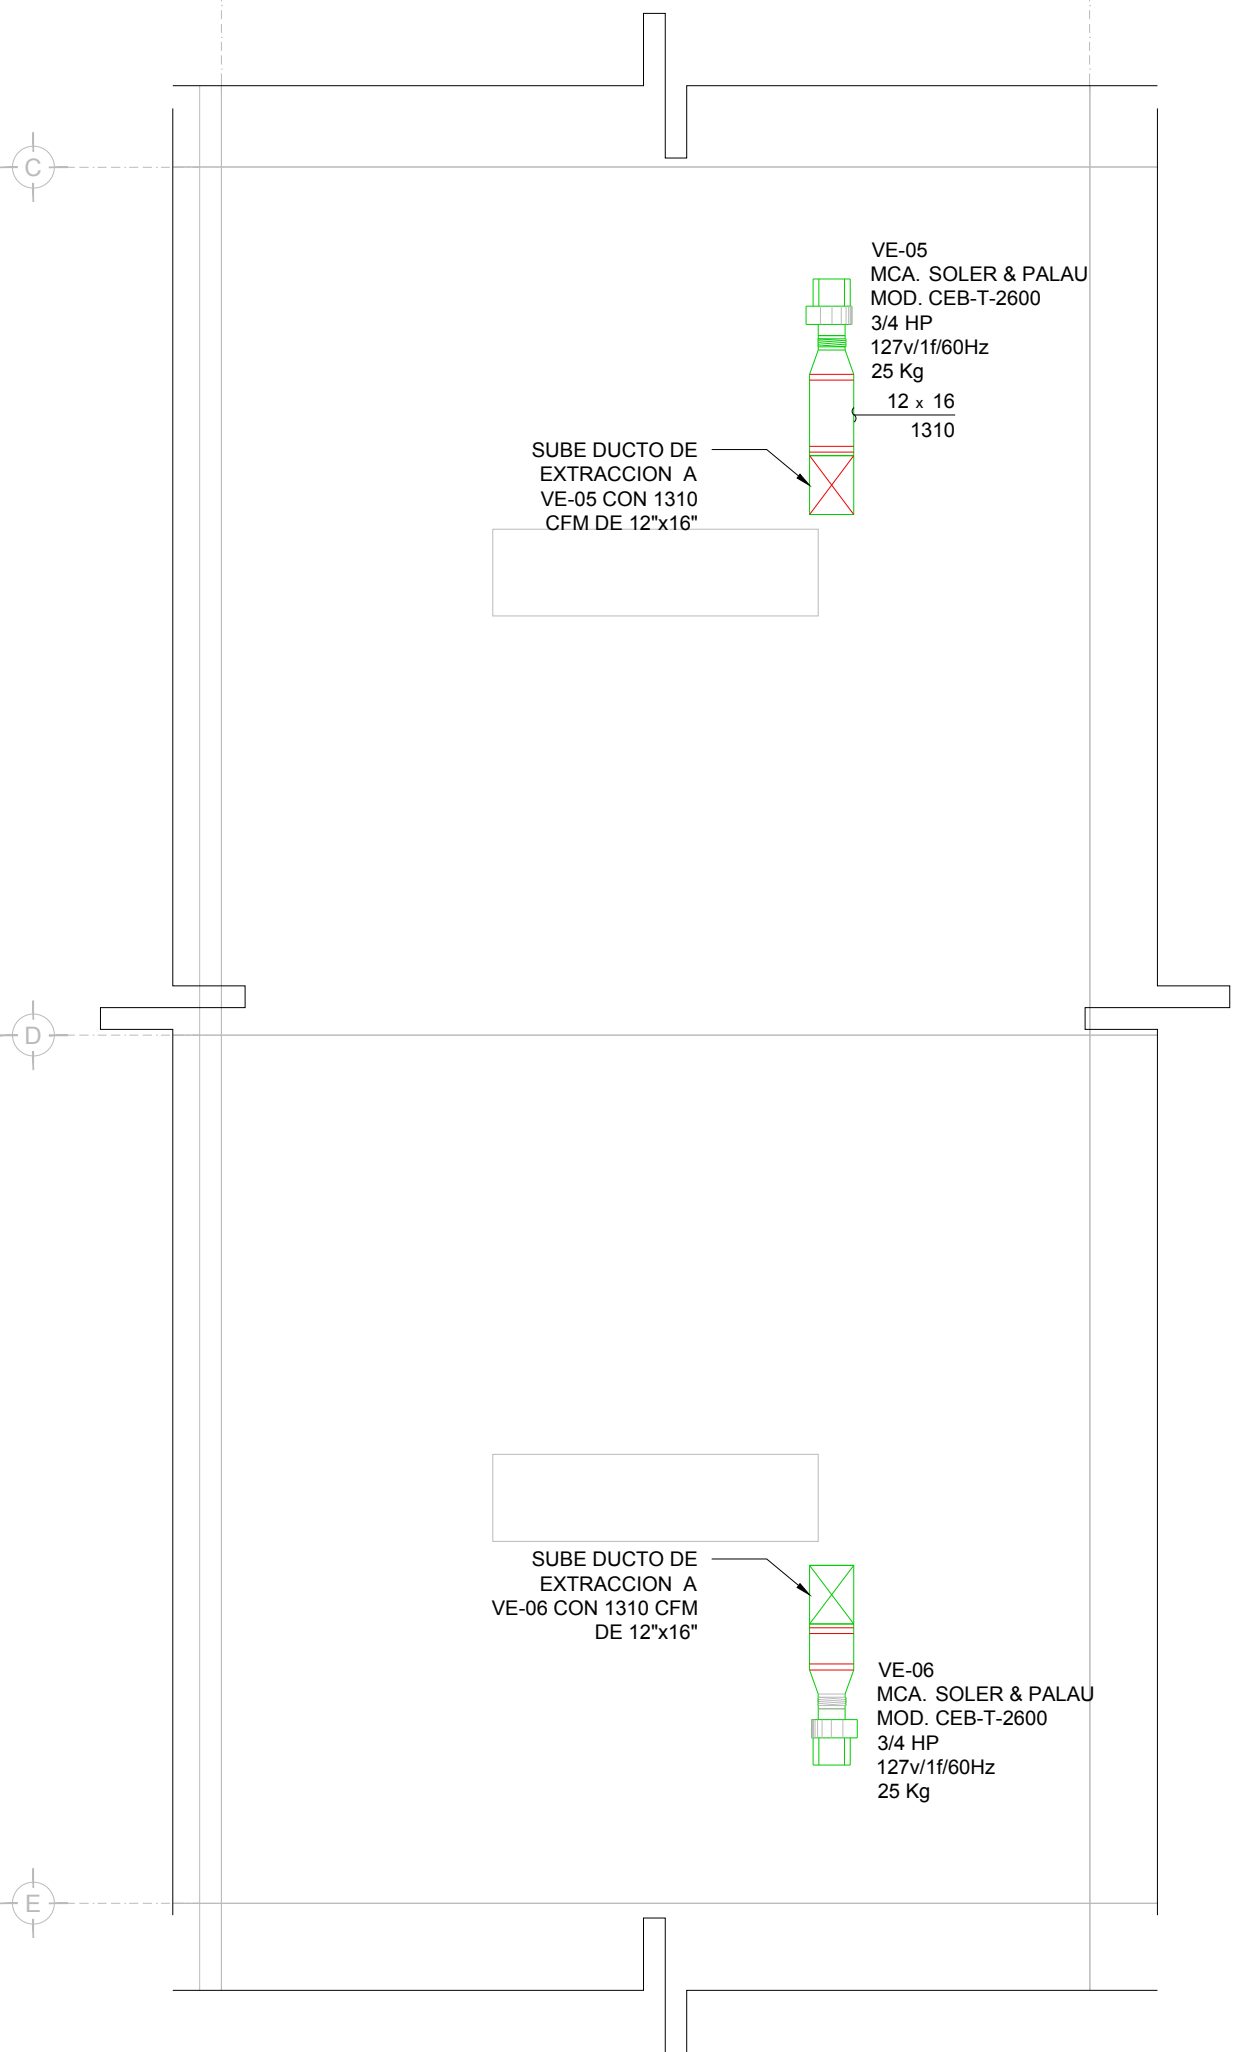 C
VE-05
MCA. SOLER & PALAU
MOD. CEB-T-2600
3/4 HP
127v/1f/60Hz
25 Kg
12 x 16
1310
SUBE DUCTO DE
EXTRACCION A
VE-05 CON 1310
CFM DE 12"x16"
D
SUBE DUCTO DE
EXTRACCION A
VE-06 CON 1310 CFM
DE 12"x16"
VE-06
MCA. SOLER & PALAU
MOD. CEB-T-2600
3/4 HP
127v/1f/60Hz
25 Kg
E